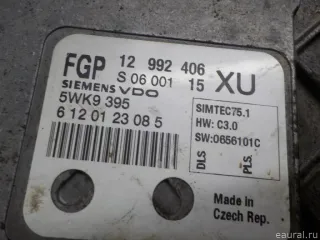 FGP 12 992 406
S 06 001 15 XU
SIEMENS VDO
5WK9 395
6 12 01 23 08 5
SIMTEC75.1
HW: C3.0
SW:0656101C
DLS PLS.
Made in
Czech Rep.
© eaural.ru